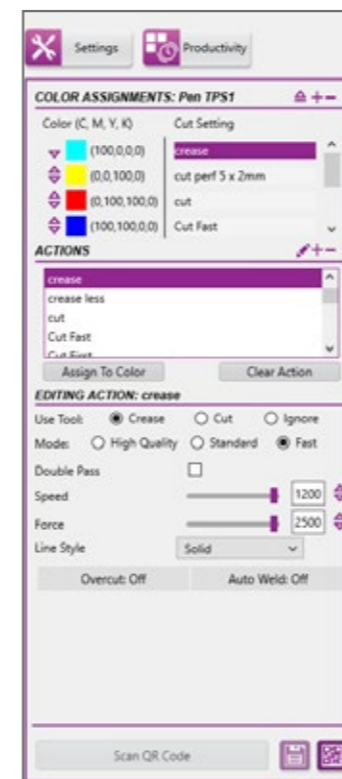 Settings Productivity
COLOR ASSIGNMENTS: Pen TPS1
Color (C, M, Y, K) Cut Setting
(100,0,0,0) crease
(0,0,100,0) cut perf 5 x 2mm
(0,100,100,0) cut
(100,100,0,0) Cut Fast
ACTIONS
crease
crease less
cut
Cut Fast
Cut First
Assign To Color Clear Action
EDITING ACTION: crease
Use Tool: Crease Cut Ignore
Mode: High Quality Standard Fast
Double Pass
Speed 1200
Force 2500
Line Style Solid
Overcut: Off Auto Weld: Off
Scan QR Code